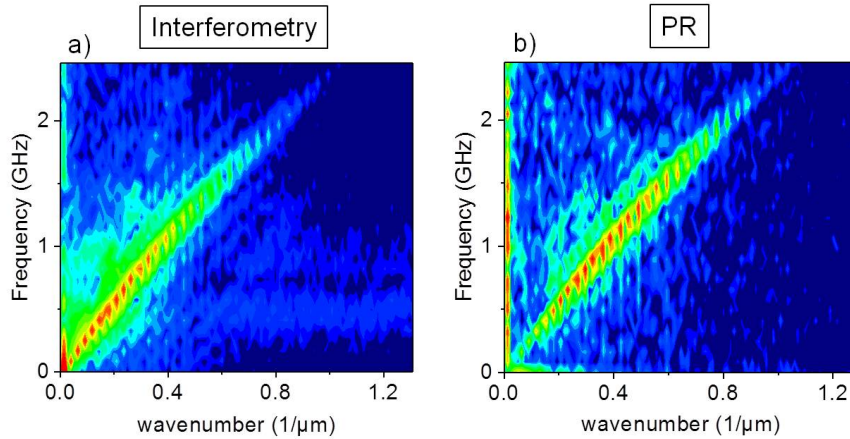 Interferometry
PR
a)
b)
Frequency (GHz)
2
1
0
0.0 0.4 0.8 1.2
wavenumber (1/μm)
Frequency (GHz)
2
1
0
0.0 0.4 0.8 1.2
wavenumber (1/μm)